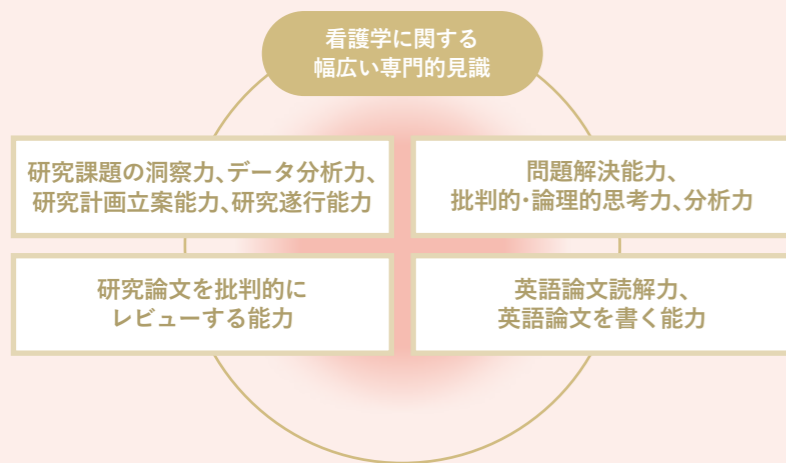 看護学に関する
幅広い専門的見識
研究課題の洞察力、データ分析力、
研究計画立案能力、研究遂行能力
問題解決能力、
批判的・論理的思考力、分析力
研究論文を批判的に
レビューする能力
英語論文読解力、
英語論文を書く能力